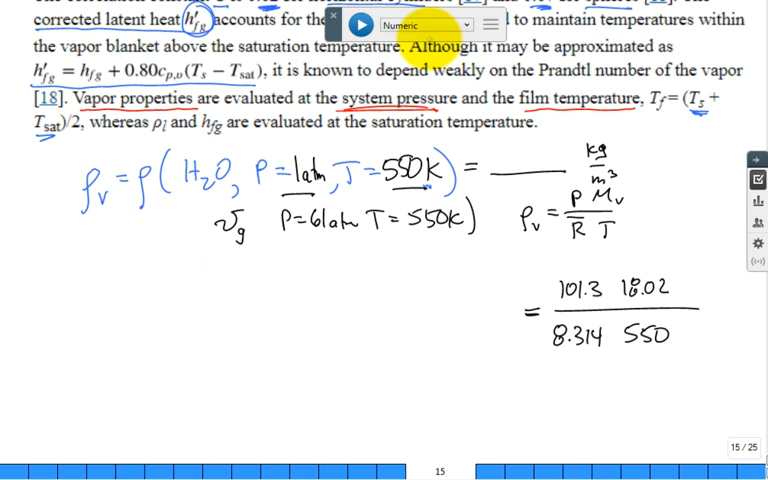 corrected latent heat h′fg accounts for the
Numeric
to maintain temperatures within
the vapor blanket above the saturation temperature. Although it may be approximated as
h′fg = hfg + 0.80cp,v(Ts − Tsat), it is known to depend weakly on the Prandtl number of the vapor
[18]. Vapor properties are evaluated at the system pressure and the film temperature, Tf = (Ts +
Tsat)/2, whereas ρl and hfg are evaluated at the saturation temperature.
ρv = ρ( H2O, P = 1atm, T = 550K) = ____ kg/m³
vg P = 61atm T = 550K)
ρv = P Mv / R̄ T
= 101.3 18.02 / 8.314 550
15 / 25
15